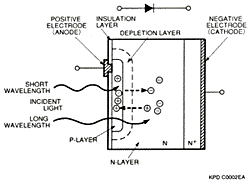 POSITIVE
ELECTRODE
(ANODE)
INSULATION
LAYER
DEPLETION LAYER
NEGATIVE
ELECTRODE
(CATHODE)
SHORT
WAVELENGTH
INCIDENT
LIGHT
LONG
WAVELENGTH
P-LAYER
N-LAYER
N
N+
KPD C0002EA